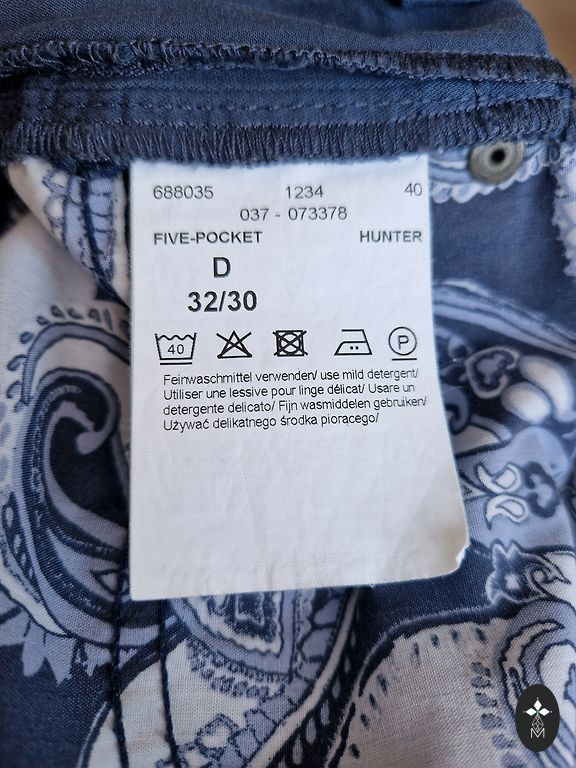 688035 1234 40
037 - 073378
FIVE-POCKET HUNTER
D
32/30
40 P
Feinwaschmittel verwenden/ use mild detergent/
Utiliser une lessive pour linge délicat/ Usare un
detergente delicato/ Fijn wasmiddelen gebruiken/
Używać delikatnego środka piorącego/
M